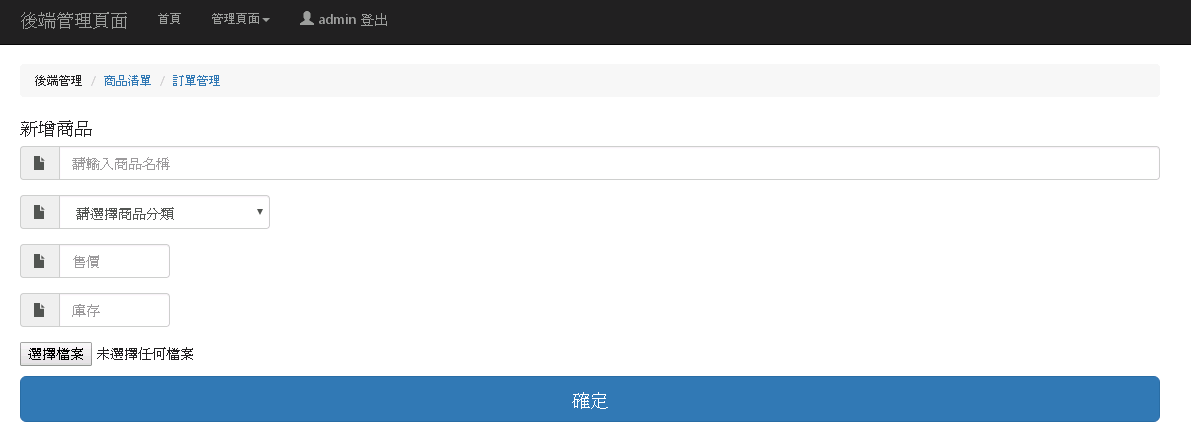 後端管理頁面 首頁 管理頁面 admin 登出
後端管理 / 商品清單 / 訂單管理
新增商品
請輸入商品名稱
請選擇商品分類
售價
庫存
選擇檔案 未選擇任何檔案
確定